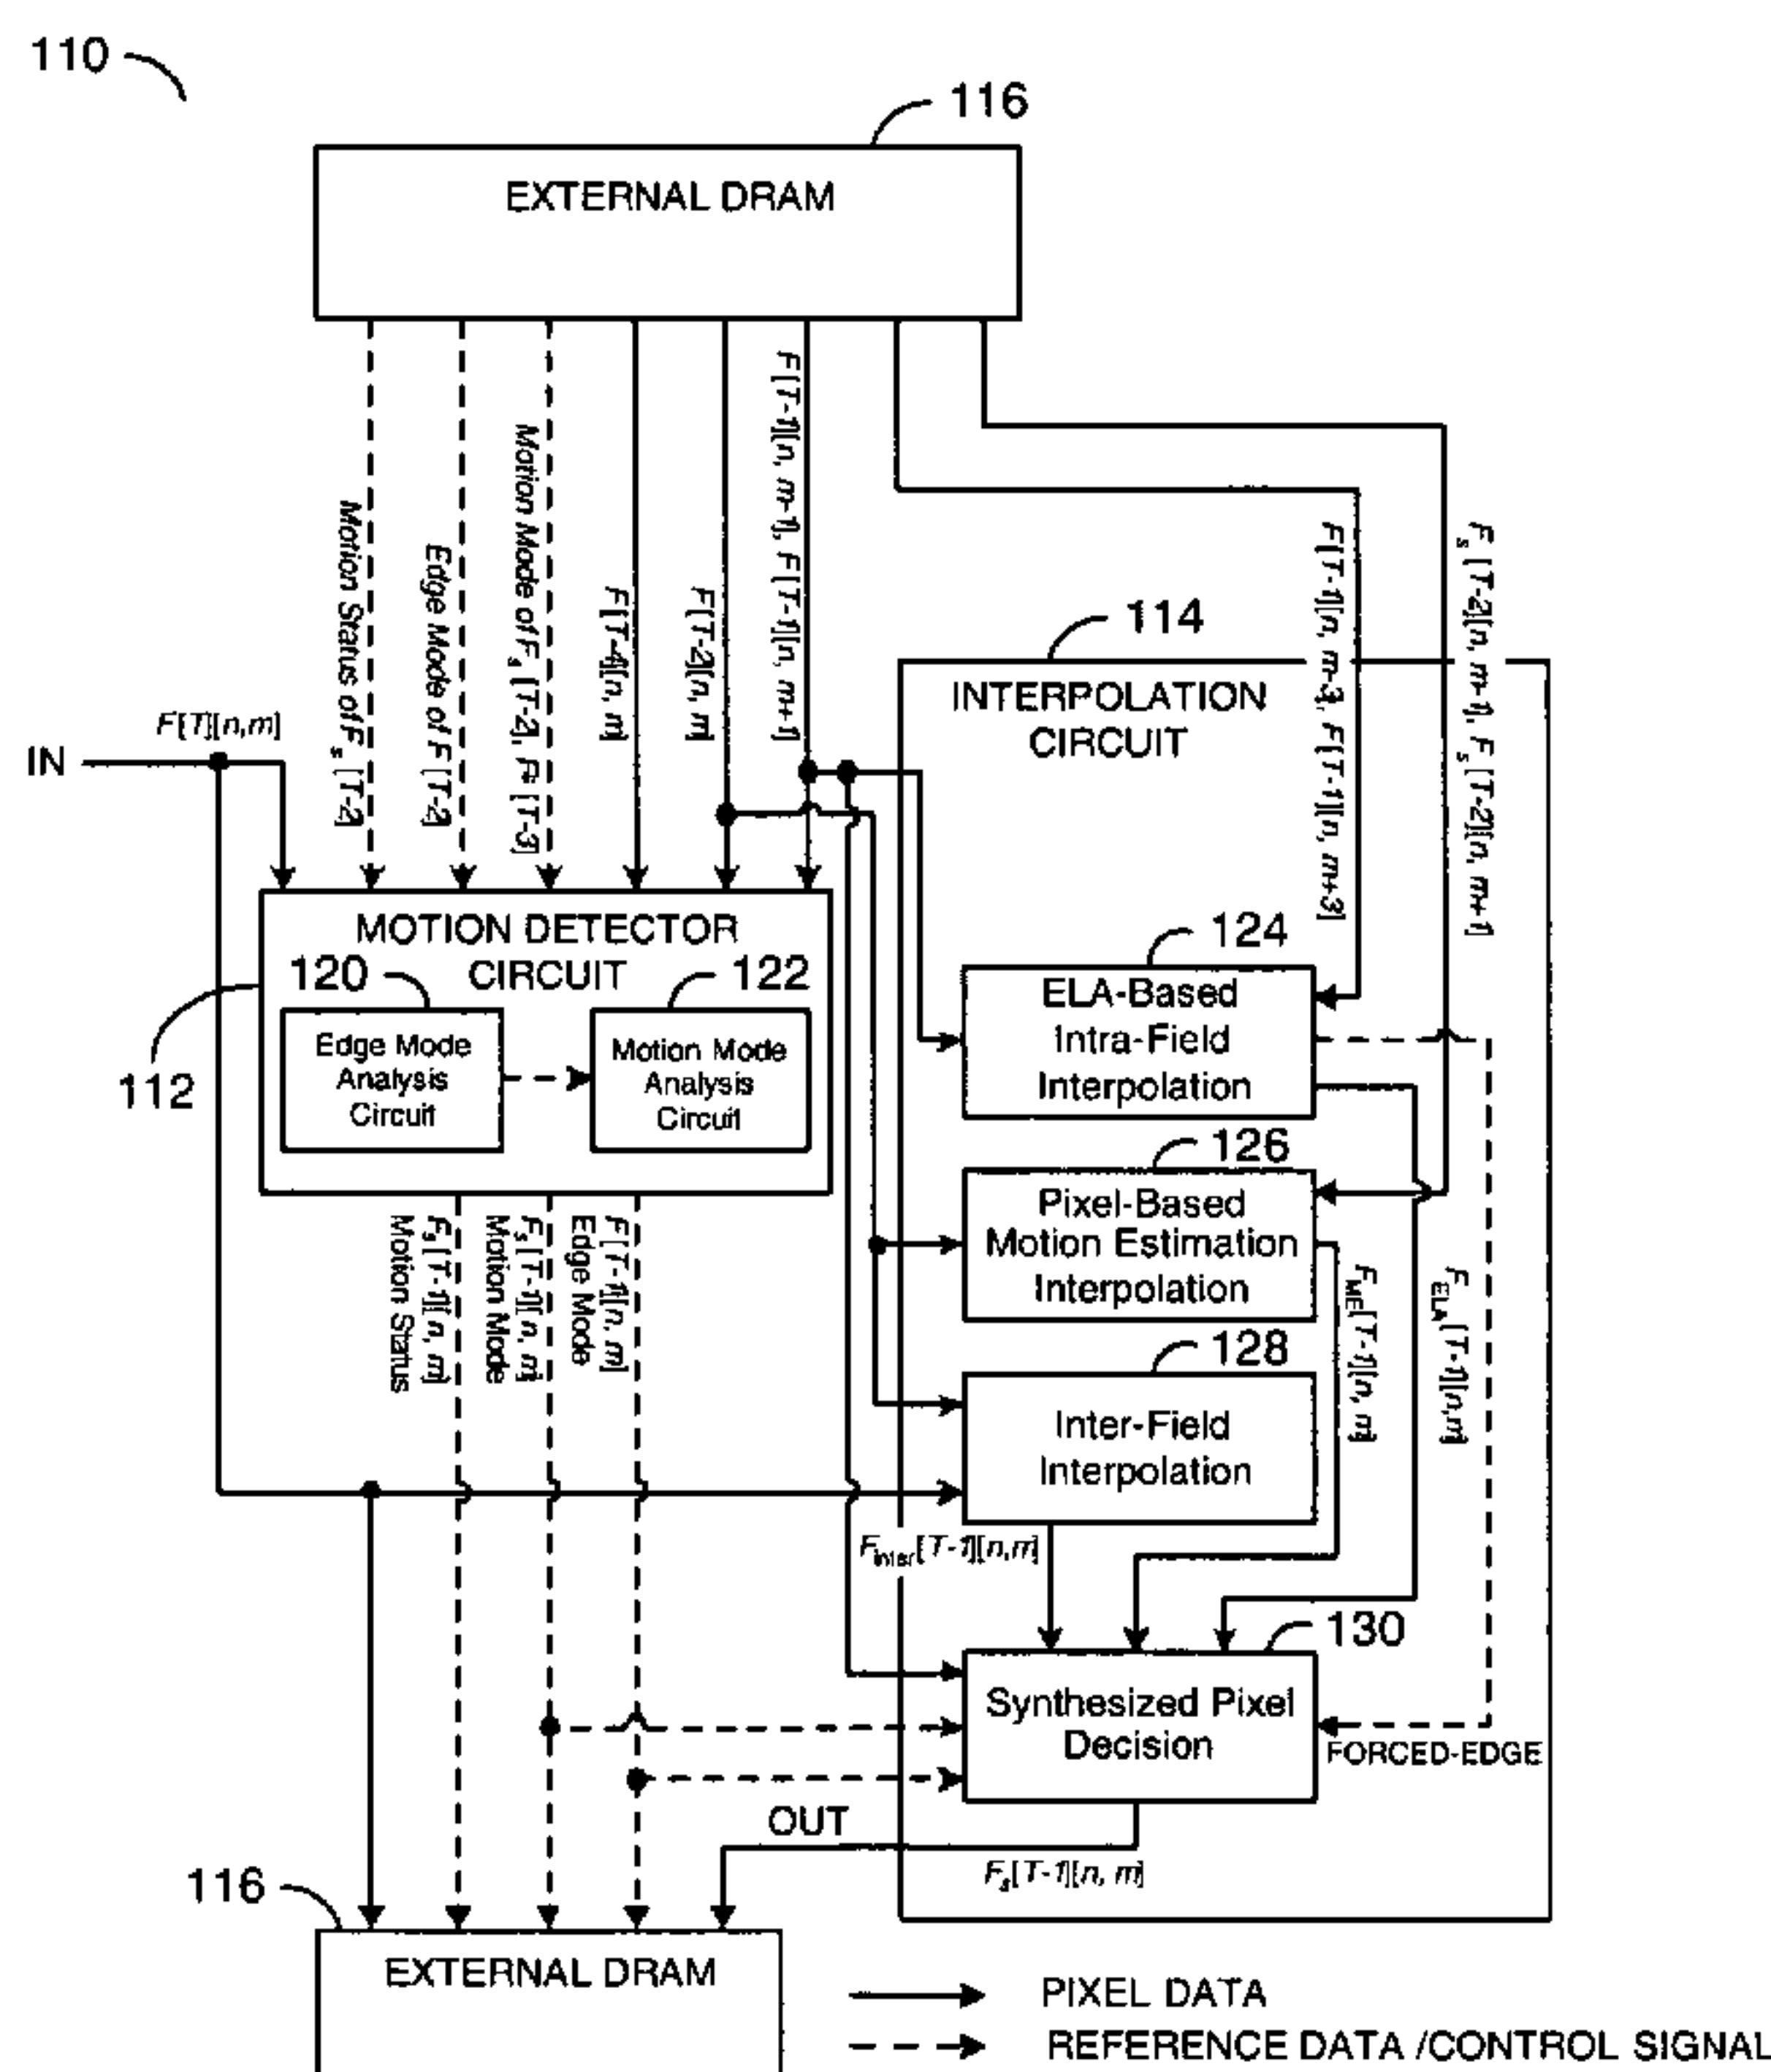 110
116
EXTERNAL DRAM
Motion Status of Fs [T-2]
Edge Mode of F [T-2]
Motion Mode of Fs [T-2], Fs [T-3]
F[T-4][n, m]
F[T-2][n, m]
F[T-1][n, m-1], F[T-1][n, m+1]
F[T-1][n, m-3, F[T-1][n, m+3]
Fs [T-2][n, m-1], Fs [T-2][n, m+1]
IN
F[T][n,m]
114
INTERPOLATION
CIRCUIT
MOTION DETECTOR
CIRCUIT
112
120
122
Edge Mode
Analysis
Circuit
Motion Mode
Analysis
Circuit
124
ELA-Based
Intra-Field
Interpolation
126
Pixel-Based
Motion Estimation
Interpolation
128
Inter-Field
Interpolation
Fs [T-1][n, m]
Motion Status
Fs [T-1][n, m]
Motion Mode
F [T-1][n, m]
Edge Mode
FME[T-1][n, m]
FELA [T-1][n,m]
Finter[T-1][n,m]
130
Synthesized Pixel
Decision
FORCED-EDGE
OUT
Fs[T-1][n, m]
116
EXTERNAL DRAM
PIXEL DATA
REFERENCE DATA /CONTROL SIGNAL